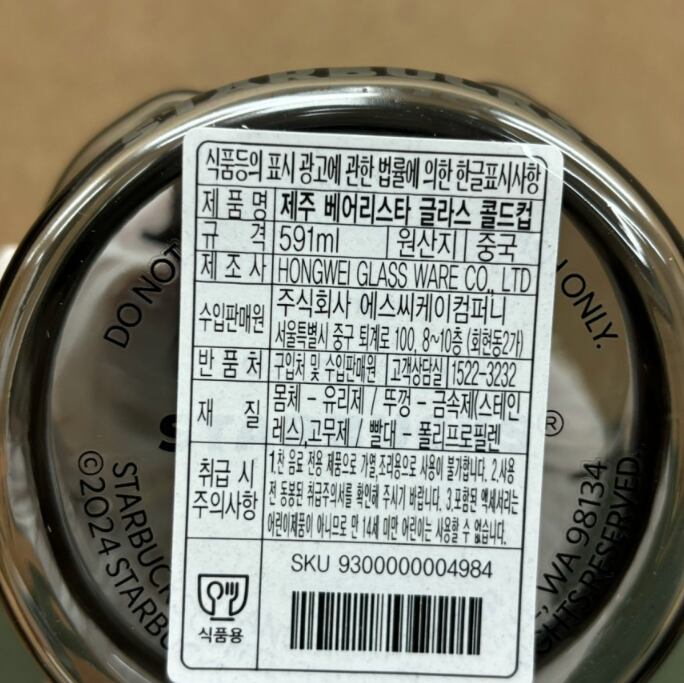 STARBUCKS
식품등의 표시 광고에 관한 법률에 의한 한글표시사항
제 품 명 제주 베어리스타 글라스 콜드컵
규 격 591ml 원산지 중국
제 조 사 HONGWEI GLASS WARE CO., LTD
수입판매원 주식회사 에스씨케이컴퍼니
서울특별시 중구 퇴계로 100, 8~10층 (회현동2가)
반 품 처 구입처 및 수입판매원 고객상담실 1522-3232
재 질 몸체 - 유리제 / 뚜껑 - 금속제(스테인
레스),고무제 / 빨대 - 폴리프로필렌
취급 시
주의사항
1.찬 음료 전용 제품으로 가열,조리용으로 사용이 불가합니다. 2.사용
전 동봉된 취급주의서를 확인해 주시기 바랍니다. 3.포함된 액세서리는
어린이제품이 아니므로 만 14세 미만 어린이는 사용할 수 없습니다.
SKU 9300000004984
식품용
DO NOT
ONLY.
®
STARBUCK
©2024 STARBU
, WA 98134
GHTS RESERVED.